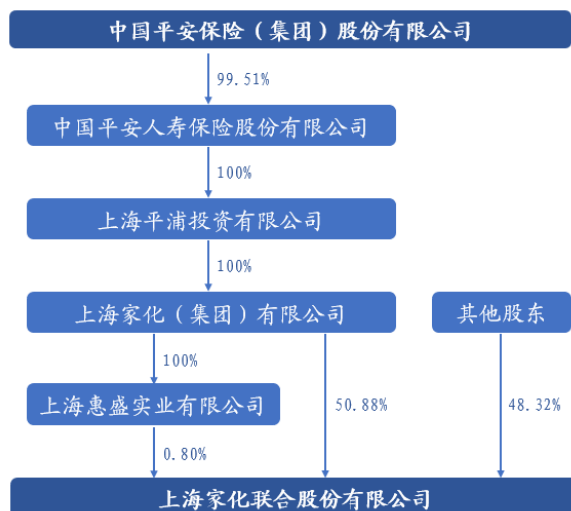 中国平安保险（集团）股份有限公司
99.51%
中国平安人寿保险股份有限公司
100%
上海平浦投资有限公司
100%
上海家化（集团）有限公司
其他股东
100%
上海惠盛实业有限公司
50.88%
48.32%
0.80%
上海家化联合股份有限公司